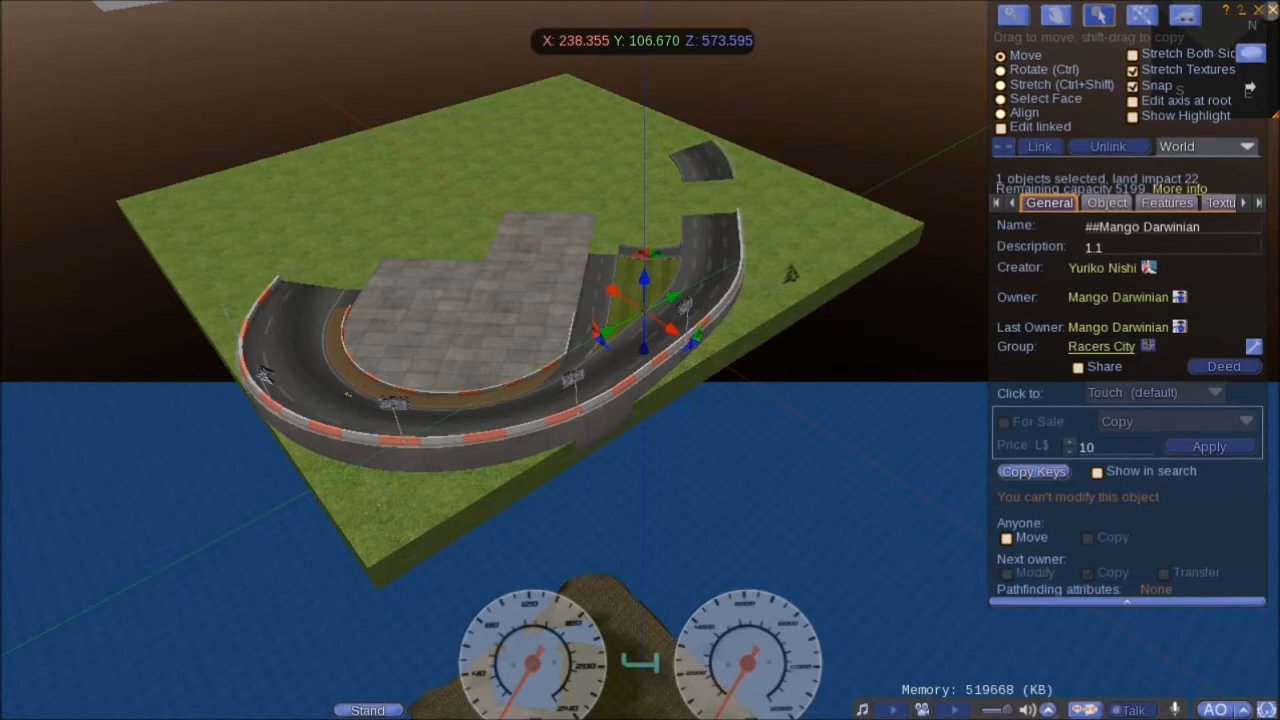 X: 238.355 Y: 106.670 Z: 573.595
? 2 X X
N
Drag to move, shift-drag to copy
Move
Stretch Both Sid
Rotate (Ctrl)
Stretch Textures
Stretch (Ctrl+Shift)
Snap
S
E
Select Face
Edit axis at root
Align
Show Highlight
Edit linked
Link
Unlink
World
1 objects selected, land impact 22
Remaining capacity 5199. More info
General
Object
Features
Textu
Name:
##Mango Darwinian
Description:
1.1
Creator:
Yuriko Nishi
Owner:
Mango Darwinian
Last Owner:
Mango Darwinian
Group:
Racers City
Share
Deed
Click to:
Touch (default)
For Sale:
Copy
Price: L$
10
Apply
Copy Keys
Show in search
You can't modify this object
Anyone:
Move
Copy
Next owner:
Modify
Copy
Transfer
Pathfinding attributes:
None
Memory: 519668 (KB)
Stand
Talk
AO